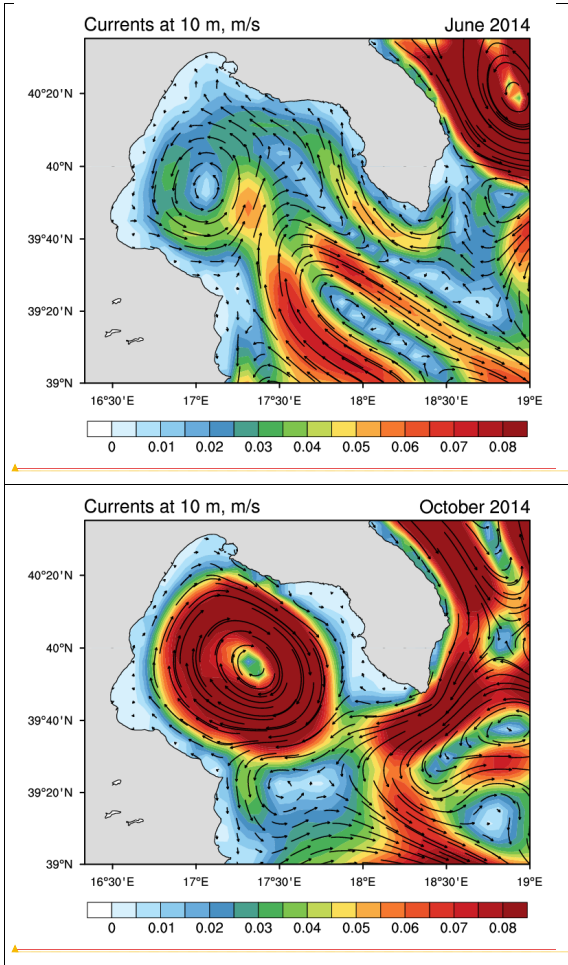 Currents at 10 m, m/s June 2014
40°20'N
40°N
39°40'N
39°20'N
39°N
16°30'E 17°E 17°30'E 18°E 18°30'E 19°E
0 0.01 0.02 0.03 0.04 0.05 0.06 0.07 0.08
Currents at 10 m, m/s October 2014
40°20'N
40°N
39°40'N
39°20'N
39°N
16°30'E 17°E 17°30'E 18°E 18°30'E 19°E
0 0.01 0.02 0.03 0.04 0.05 0.06 0.07 0.08